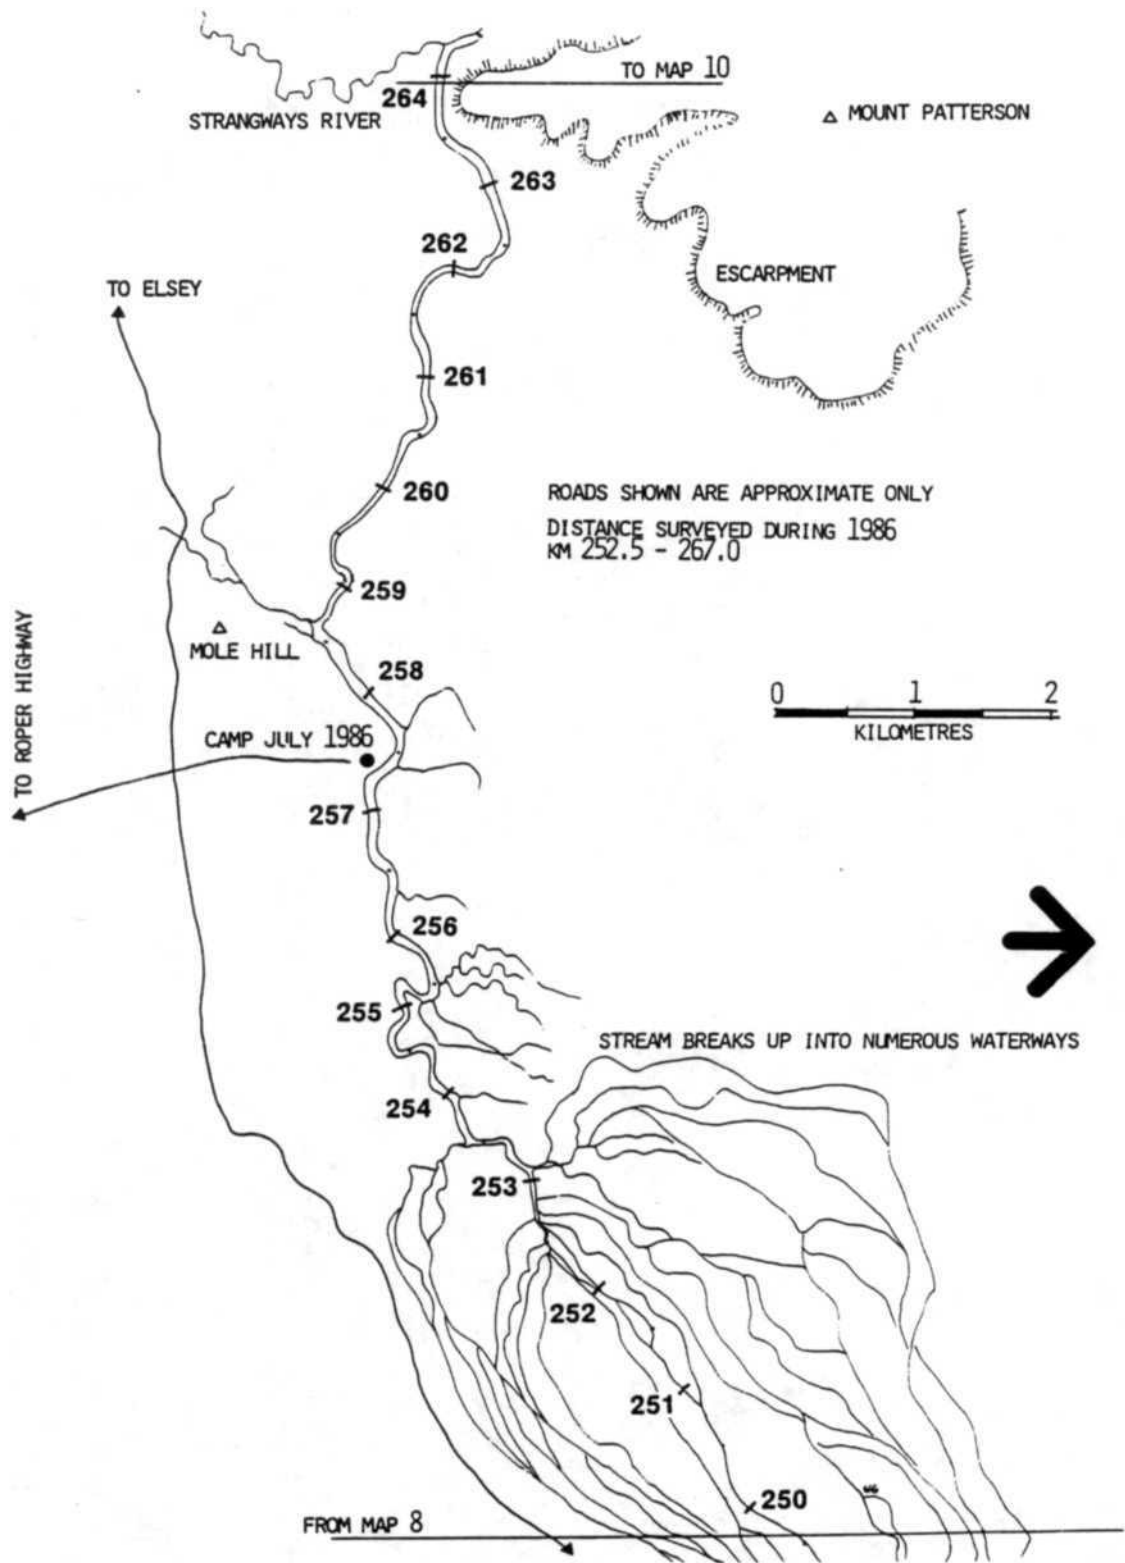 TO MAP 10
264
STRANGWAYS RIVER
MOUNT PATTERSON
263
262
ESCARPMENT
TO ELSEY
261
260
ROADS SHOWN ARE APPROXIMATE ONLY
DISTANCE SURVEYED DURING 1986
KM 252.5 - 267.0
259
TO ROPER HIGHWAY
MOLE HILL
258
0 1 2
KILOMETRES
CAMP JULY 1986
257
256
255
STREAM BREAKS UP INTO NUMEROUS WATERWAYS
254
253
252
251
250
FROM MAP 8